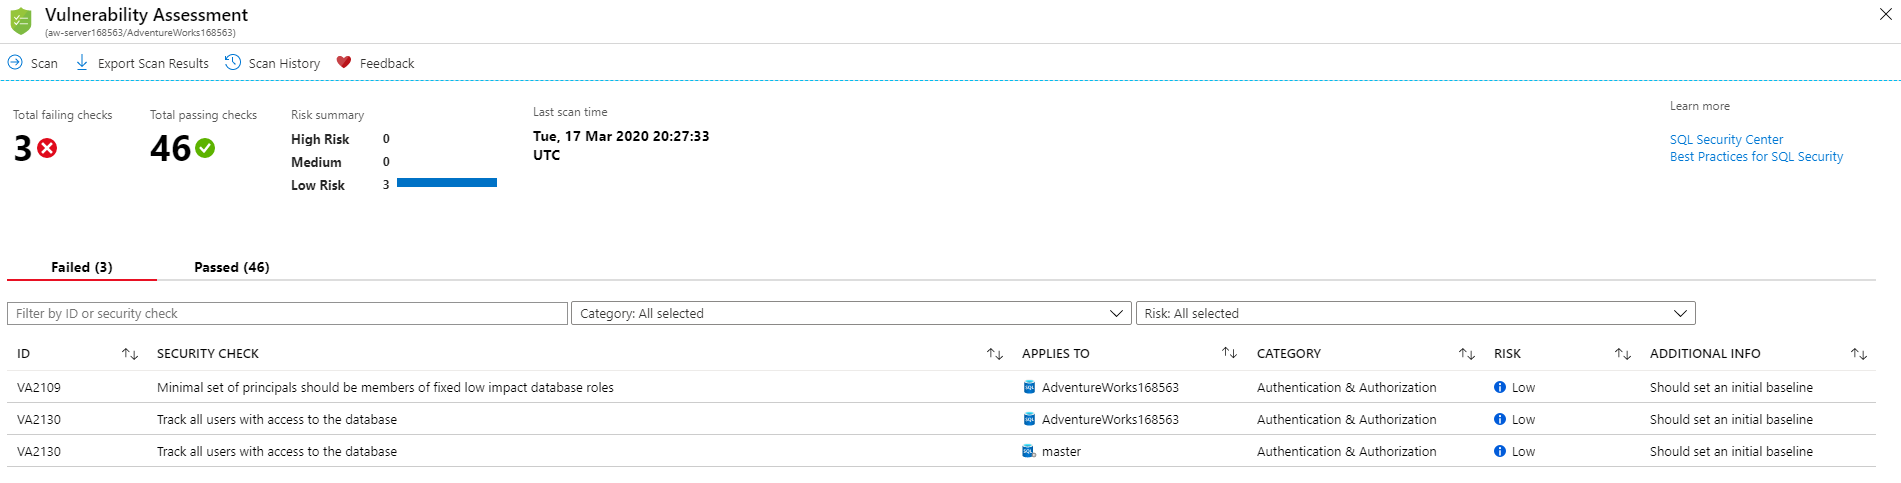 Vulnerability Assessment
(aw-server168563/AdventureWorks168563)
Scan Export Scan Results Scan History Feedback
Total failing checks
3
Total passing checks
46
Risk summary
High Risk 0
Medium 0
Low Risk 3
Last scan time
Tue, 17 Mar 2020 20:27:33
UTC
Learn more
SQL Security Center
Best Practices for SQL Security
Failed (3) Passed (46)
Filter by ID or security check Category: All selected Risk: All selected
ID SECURITY CHECK APPLIES TO CATEGORY RISK ADDITIONAL INFO
VA2109 Minimal set of principals should be members of fixed low impact database roles AdventureWorks168563 Authentication & Authorization Low Should set an initial baseline
VA2130 Track all users with access to the database AdventureWorks168563 Authentication & Authorization Low Should set an initial baseline
VA2130 Track all users with access to the database master Authentication & Authorization Low Should set an initial baseline